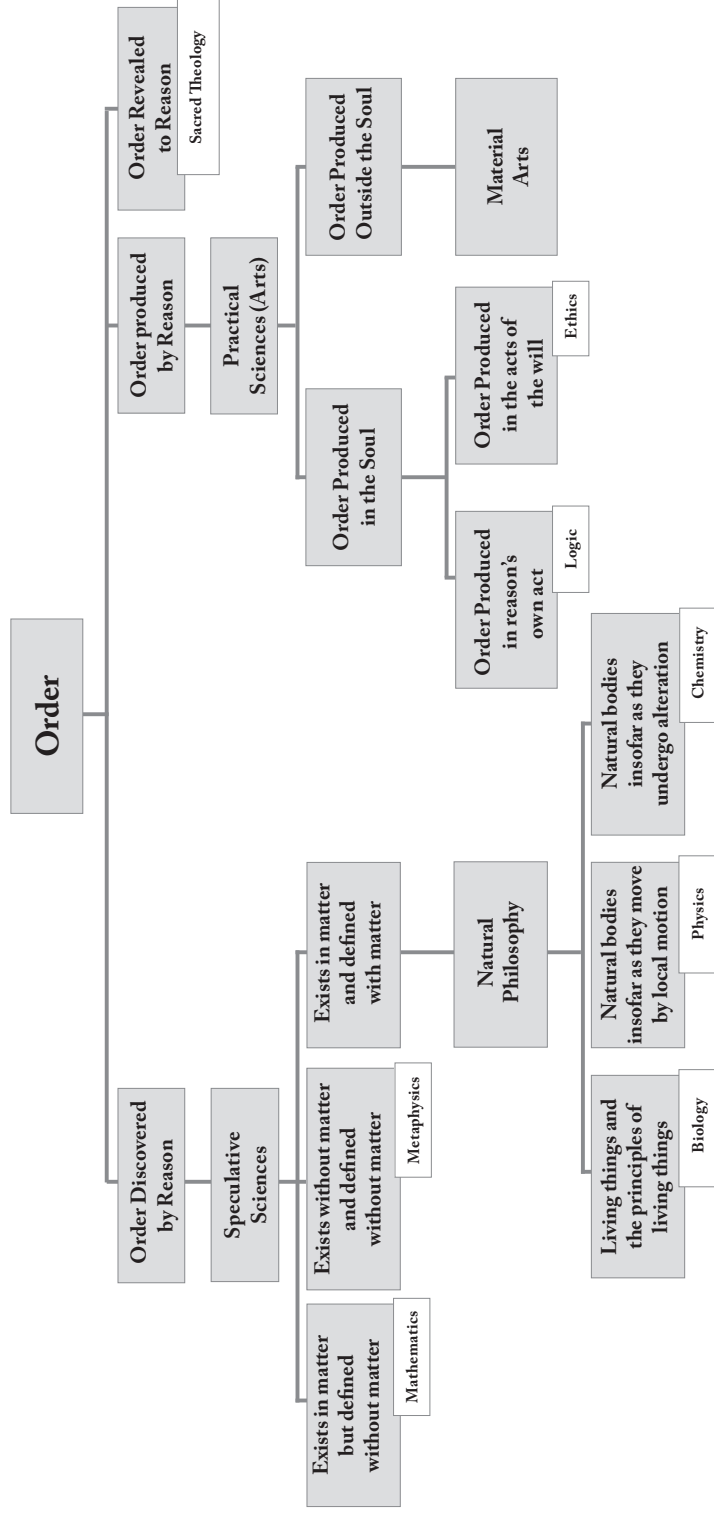 Order
Order Discovered
by Reason
Order produced
by Reason
Order Revealed
to Reason
Sacred Theology
Speculative
Sciences
Practical
Sciences (Arts)
Exists in matter
but defined
without matter
Mathematics
Exists without matter
and defined
without matter
Metaphysics
Exists in matter
and defined
with matter
Order Produced
in the Soul
Order Produced
Outside the Soul
Natural
Philosophy
Order Produced
in reason's
own act
Logic
Order Produced
in the acts of
the will
Ethics
Material
Arts
Living things and
the principles of
living things
Biology
Natural bodies
insofar as they move
by local motion
Physics
Natural bodies
insofar as they
undergo alteration
Chemistry